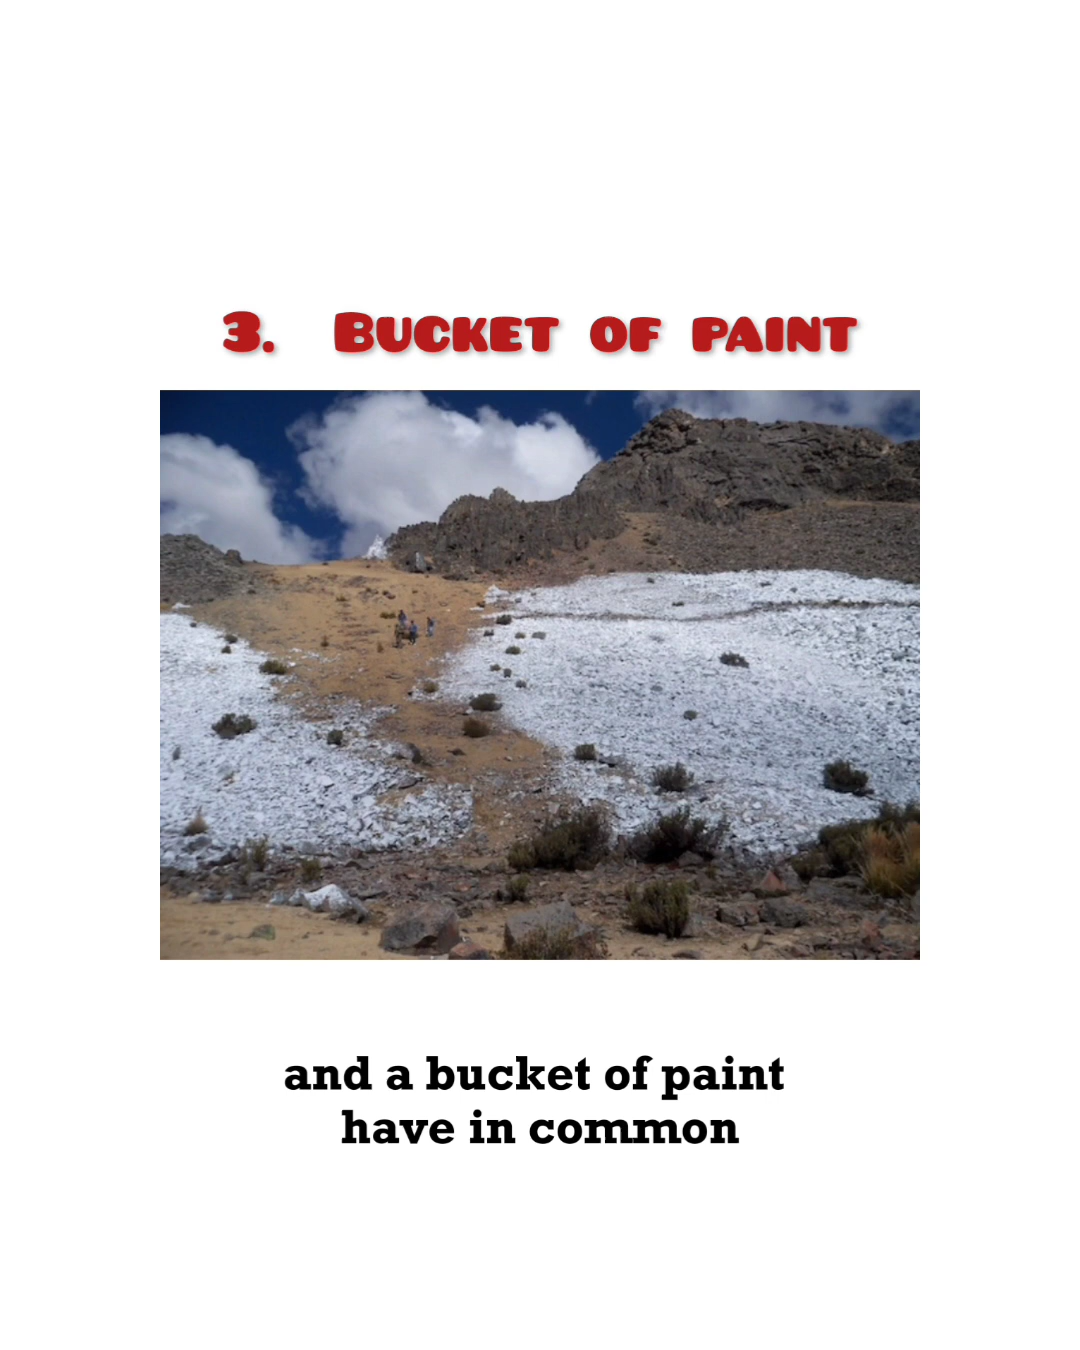 3. Bucket of paint
and a bucket of paint
have in common